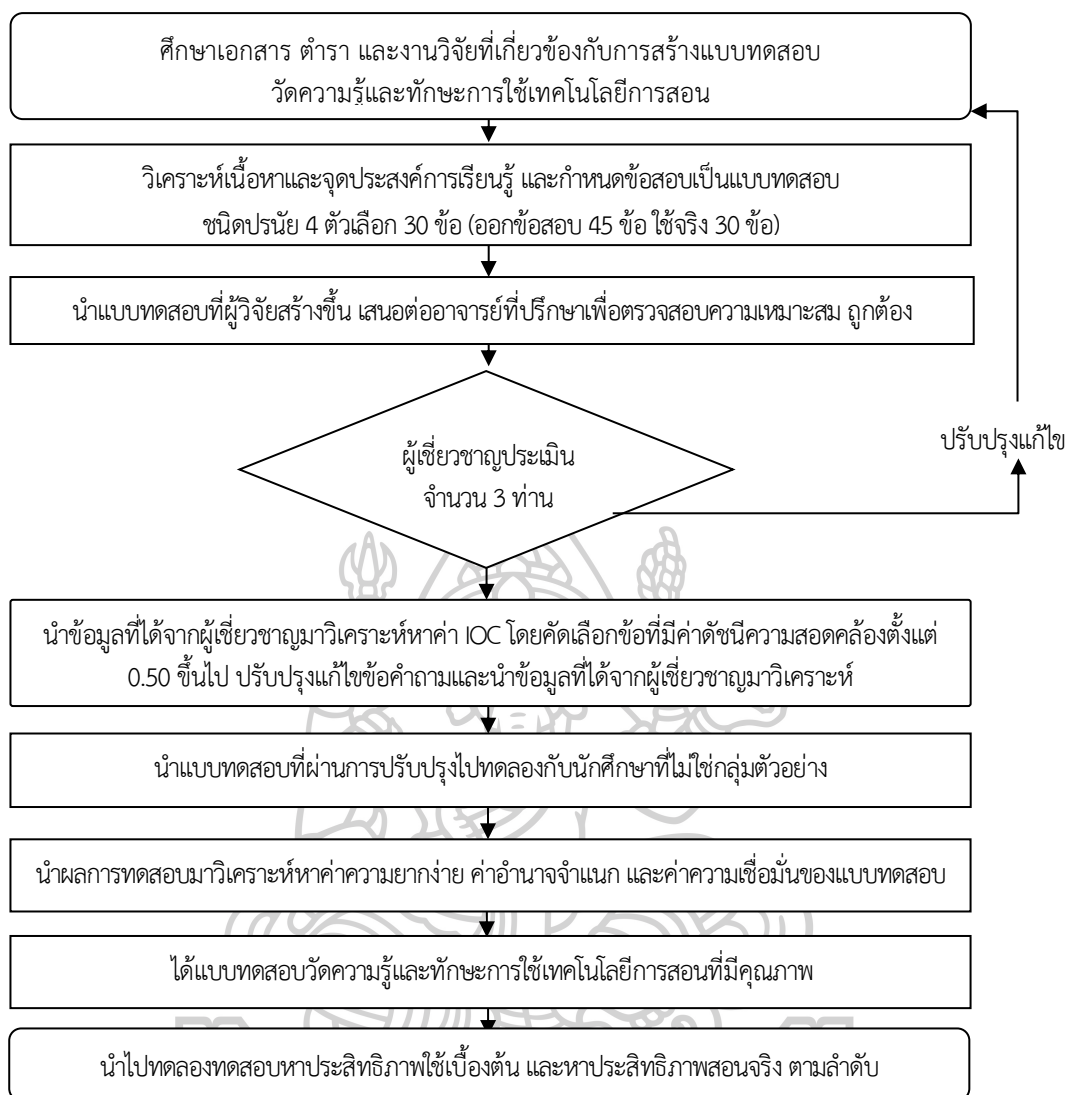 ศึกษาเอกสาร ตำรา และงานวิจัยที่เกี่ยวข้องกับการสร้างแบบทดสอบ
วัดความรู้และทักษะการใช้เทคโนโลยีการสอน
วิเคราะห์เนื้อหาและจุดประสงค์การเรียนรู้ และกำหนดข้อสอบเป็นแบบทดสอบ
ชนิดปรนัย 4 ตัวเลือก 30 ข้อ (ออกข้อสอบ 45 ข้อ ใช้จริง 30 ข้อ)
นำแบบทดสอบที่ผู้วิจัยสร้างขึ้น เสนอต่ออาจารย์ที่ปรึกษาเพื่อตรวจสอบความเหมาะสม ถูกต้อง
ผู้เชี่ยวชาญประเมิน
จำนวน 3 ท่าน
ปรับปรุงแก้ไข
นำข้อมูลที่ได้จากผู้เชี่ยวชาญมาวิเคราะห์หาค่า IOC โดยคัดเลือกข้อที่มีค่าดัชนีความสอดคล้องตั้งแต่
0.50 ขึ้นไป ปรับปรุงแก้ไขข้อคำถามและนำข้อมูลที่ได้จากผู้เชี่ยวชาญมาวิเคราะห์
นำแบบทดสอบที่ผ่านการปรับปรุงไปทดลองกับนักศึกษาที่ไม่ใช่กลุ่มตัวอย่าง
นำผลการทดสอบมาวิเคราะห์หาค่าความยากง่าย ค่าอำนาจจำแนก และค่าความเชื่อมั่นของแบบทดสอบ
ได้แบบทดสอบวัดความรู้และทักษะการใช้เทคโนโลยีการสอนที่มีคุณภาพ
นำไปทดลองทดสอบหาประสิทธิภาพใช้เบื้องต้น และหาประสิทธิภาพสอนจริง ตามลำดับ